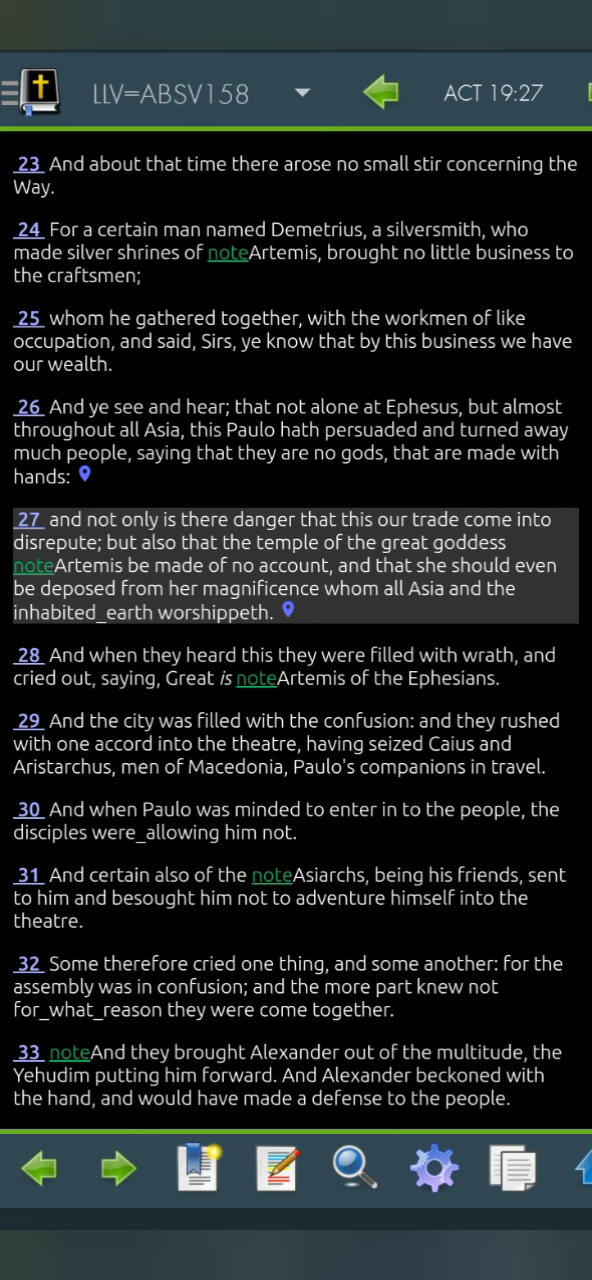 LLV=ABSV158
ACT 19:27
23 And about that time there arose no small stir concerning the
Way.
24 For a certain man named Demetrius, a silversmith, who
made silver shrines of noteArtemis, brought no little business to
the craftsmen;
25 whom he gathered together, with the workmen of like
occupation, and said, Sirs, ye know that by this business we have
our wealth.
26 And ye see and hear; that not alone at Ephesus, but almost
throughout all Asia, this Paulo hath persuaded and turned away
much people, saying that they are no gods, that are made with
hands:
27 and not only is there danger that this our trade come into
disrepute; but also that the temple of the great goddess
noteArtemis be made of no account, and that she should even
be deposed from her magnificence whom all Asia and the
inhabited_earth worshippeth.
28 And when they heard this they were filled with wrath, and
cried out, saying, Great is noteArtemis of the Ephesians.
29 And the city was filled with the confusion: and they rushed
with one accord into the theatre, having seized Caius and
Aristarchus, men of Macedonia, Paulo's companions in travel.
30 And when Paulo was minded to enter in to the people, the
disciples were_allowing him not.
31 And certain also of the noteAsiarchs, being his friends, sent
to him and besought him not to adventure himself into the
theatre.
32 Some therefore cried one thing, and some another: for the
assembly was in confusion; and the more part knew not
for_what_reason they were come together.
33 noteAnd they brought Alexander out of the multitude, the
Yehudim putting him forward. And Alexander beckoned with
the hand, and would have made a defense to the people.